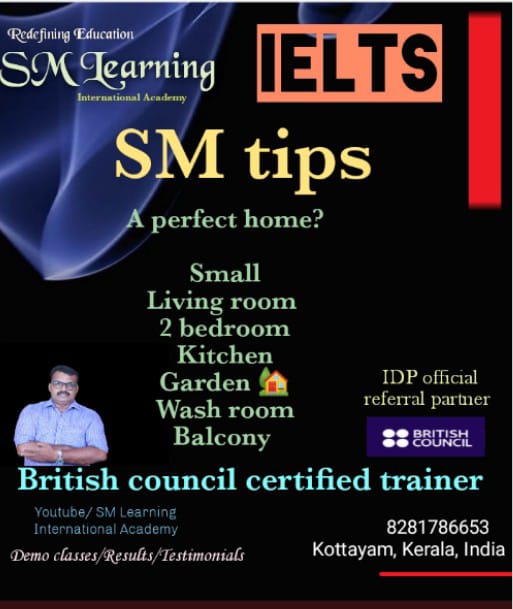 Redefining Education
SM Learning
International Academy
IELTS
SM tips
A perfect home?
Small
Living room
2 bedroom
Kitchen
Garden 🏡
Wash room
Balcony
IDP official
referral partner
BRITISH
COUNCIL
British council certified trainer
Youtube/ SM Learning
International Academy
Demo classes/Results/Testimonials
8281786653
Kottayam, Kerala, India